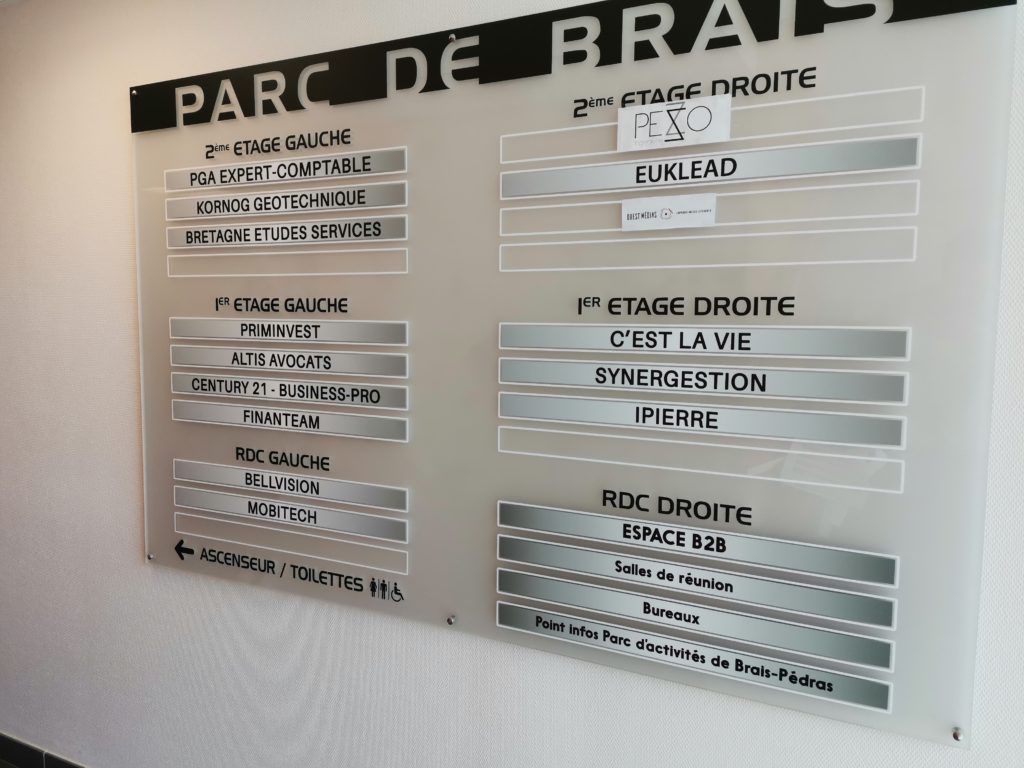 PARC DE BRAIS
2ème ETAGE GAUCHE
PGA EXPERT-COMPTABLE
KORNOG GEOTECHNIQUE
BRETAGNE ETUDES SERVICES
1ER ETAGE GAUCHE
PRIMINVEST
ALTIS AVOCATS
CENTURY 21 - BUSINESS-PRO
FINANTEAM
RDC GAUCHE
BELLVISION
MOBITECH
ASCENSEUR / TOILETTES
2ème ETAGE DROITE
PEZZO
EUKLEAD
OUEST MÉDIAS
1ER ETAGE DROITE
C'EST LA VIE
SYNERGESTION
IPIERRE
RDC DROITE
ESPACE B2B
Salles de réunion
Bureaux
Point infos Parc d'activités de Brais-Pédras